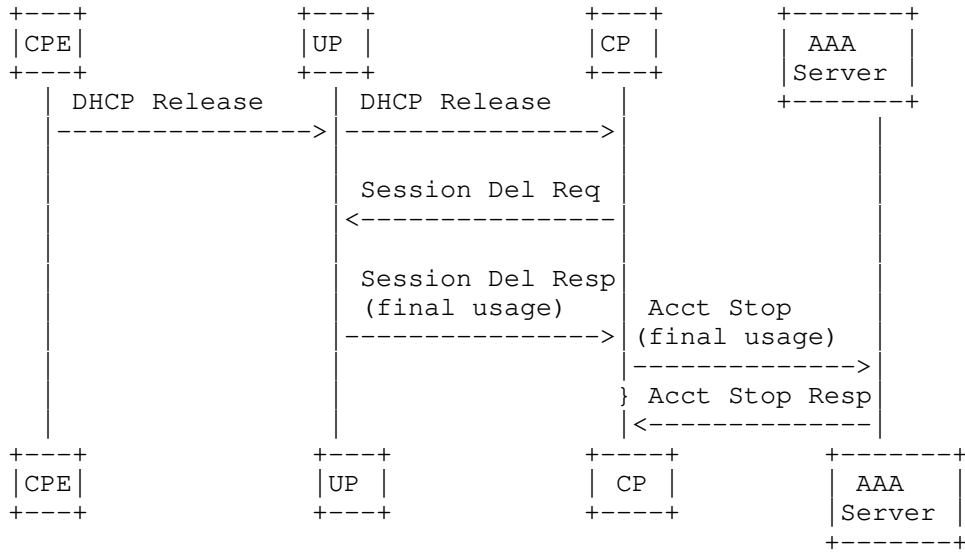 +---+ +---+ +---+ +-------+
|CPE| |UP | |CP | | AAA |
+---+ +---+ +---+ |Server |
| DHCP Release | DHCP Release | +-------+
|---------------->|---------------->| |
| | | |
| | Session Del Req | |
| |<---------------- | |
| | | |
| | Session Del Resp| |
| | (final usage) | Acct Stop |
| |---------------->|(final usage) |
| | |-------------->|
| | } Acct Stop Resp|
| | |<--------------|
+---+ +---+ +----+ +-------+
|CPE| |UP | | CP | | AAA |
+---+ +---+ +----+ |Server |
+-------+